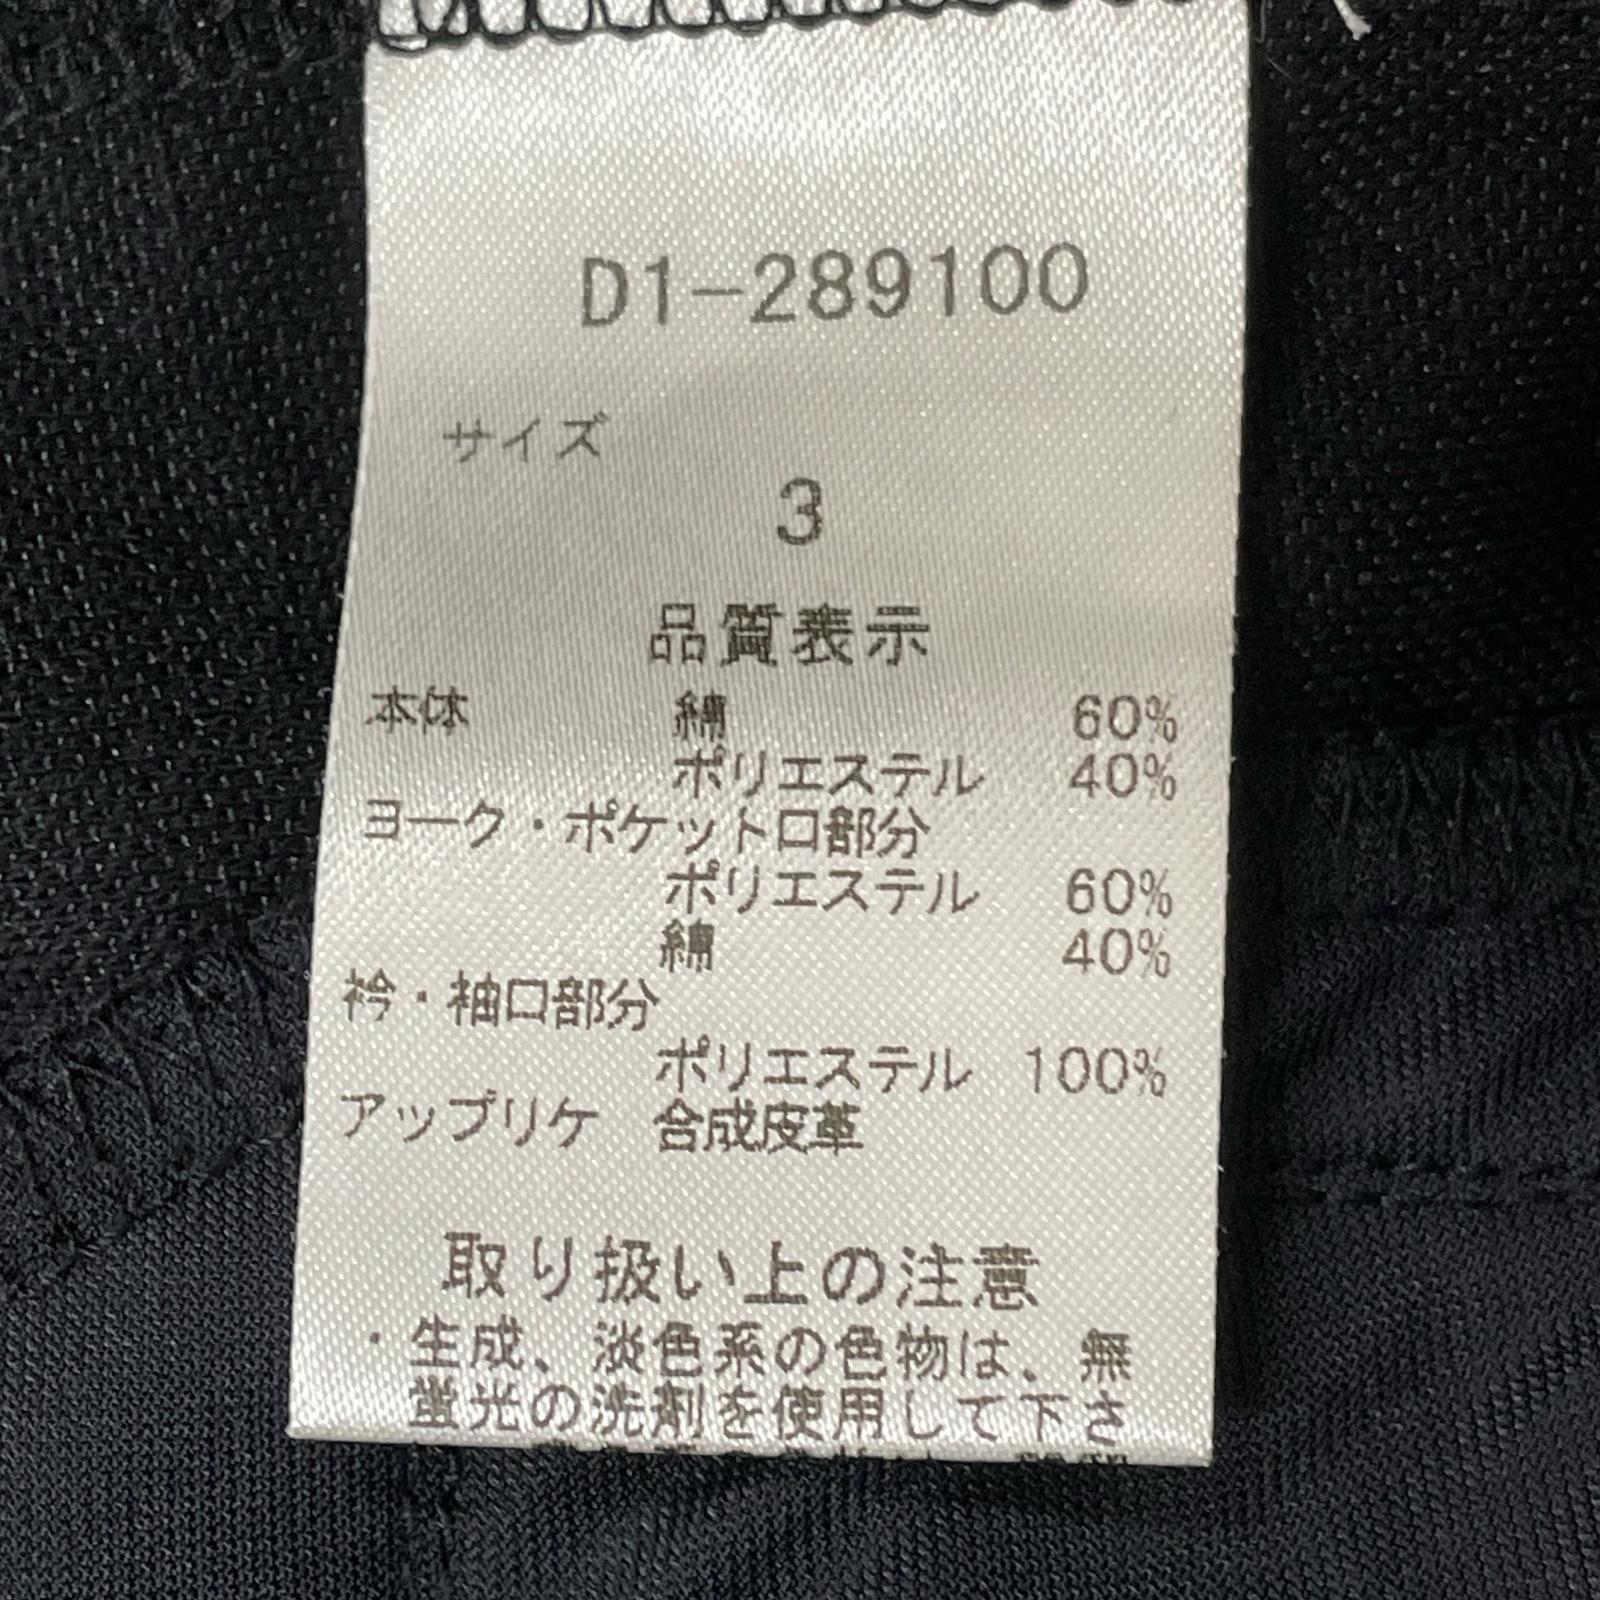 D1-289100
サイズ
3
品質表示
本体 綿 60%
ポリエステル 40%
ヨーク・ポケット口部分
ポリエステル 60%
綿 40%
衿・袖口部分
ポリエステル 100%
アップリケ 合成皮革
取り扱い上の注意
・生成、淡色系の色物は、無
蛍光の洗剤を使用して下さ